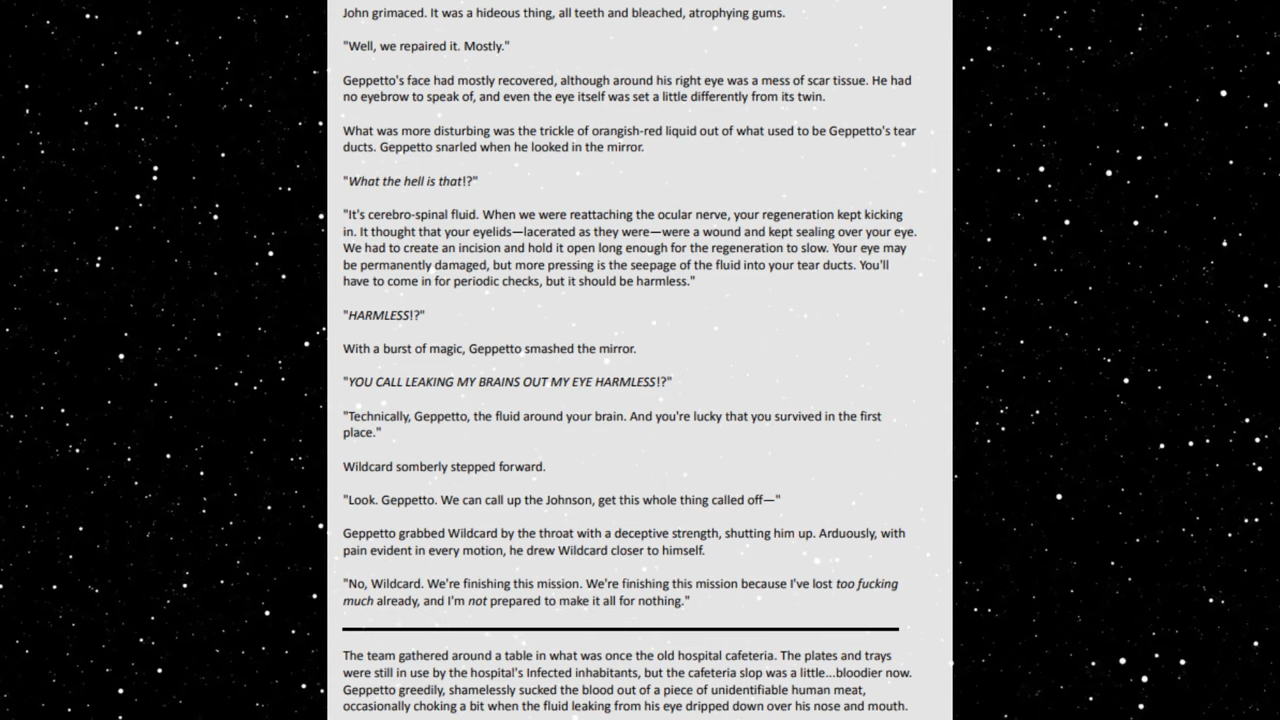 John grimaced. It was a hideous thing, all teeth and bleached, atrophying gums.
"Well, we repaired it. Mostly."
Geppetto's face had mostly recovered, although around his right eye was a mess of scar tissue. He had
no eyebrow to speak of, and even the eye itself was set a little differently from its twin.
What was more disturbing was the trickle of orangish-red liquid out of what used to be Geppetto's tear
ducts. Geppetto snarled when he looked in the mirror.
"What the hell is that!?"
"It's cerebro-spinal fluid. When we were reattaching the ocular nerve, your regeneration kept kicking
in. It thought that your eyelids—lacerated as they were—were a wound and kept sealing over your eye.
We had to create an incision and hold it open long enough for the regeneration to slow. Your eye may
be permanently damaged, but more pressing is the seepage of the fluid into your tear ducts. You'll
have to come in for periodic checks, but it should be harmless."
"HARMLESS!?"
With a burst of magic, Geppetto smashed the mirror.
"YOU CALL LEAKING MY BRAINS OUT MY EYE HARMLESS!?"
"Technically, Geppetto, the fluid around your brain. And you're lucky that you survived in the first
place."
Wildcard somberly stepped forward.
"Look. Geppetto. We can call up the Johnson, get this whole thing called off—"
Geppetto grabbed Wildcard by the throat with a deceptive strength, shutting him up. Arduously, with
pain evident in every motion, he drew Wildcard closer to himself.
"No, Wildcard. We're finishing this mission. We're finishing this mission because I've lost too fucking
much already, and I'm not prepared to make it all for nothing."
The team gathered around a table in what was once the old hospital cafeteria. The plates and trays
were still in use by the hospital's Infected inhabitants, but the cafeteria slop was a little...bloodier now.
Geppetto greedily, shamelessly sucked the blood out of a piece of unidentifiable human meat,
occasionally choking a bit when the fluid leaking from his eye dripped down over his nose and mouth.